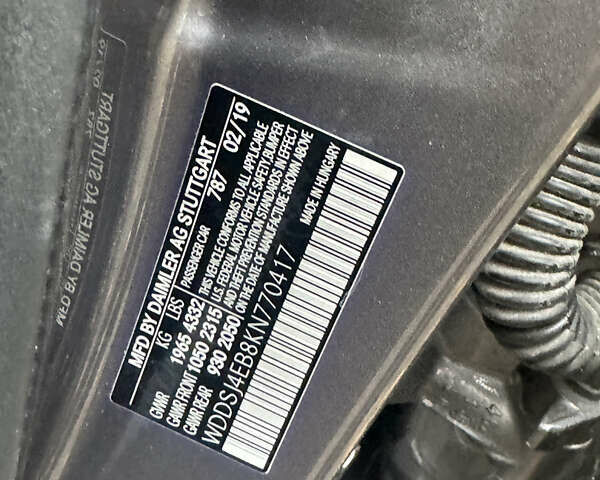 MFD BY DAIMLER AG STUTTGART
KG LBS PASSENGER CAR 787 02/19
GVWR 1965 4332 THIS VEHICLE CONFORMS TO ALL APPLICABLE
GAWR FRONT 1050 2315 U.S. FEDERAL MOTOR VEHICLE SAFETY, BUMPER
GAWR REAR 930 2050 AND THEFT PREVENTION STANDARDS IN EFFECT
ON THE DATE OF MANUFACTURE SHOWN ABOVE
WDDSJ4EB8KN770417 MADE IN HUNGARY
MFD BY DAIMLER AG STUTTGART